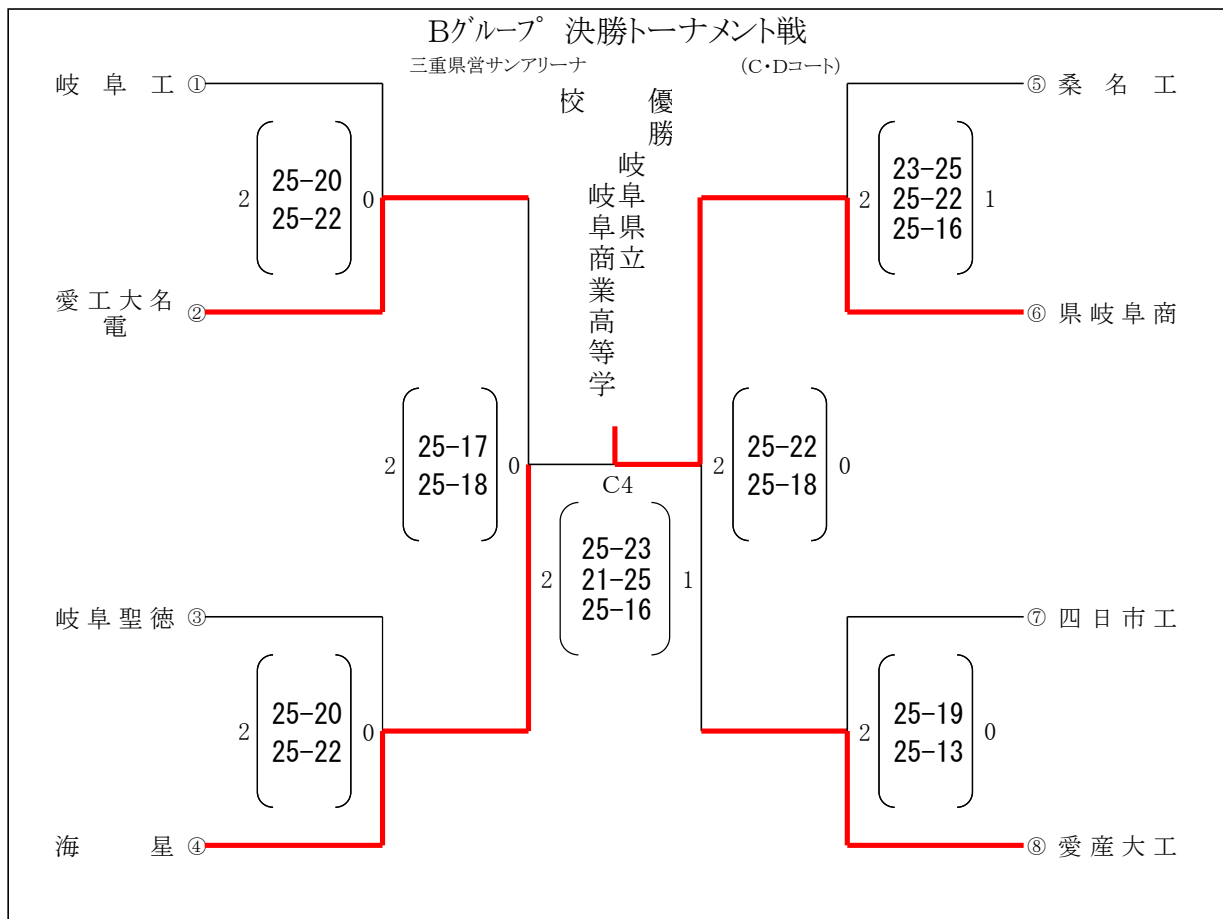 Bグループ 決勝トーナメント戦
三重県営サンアリーナ (C・Dコート)
優勝 岐阜県立岐阜商業高等学校
岐阜工 ①
⑤ 桑名工
2 25-20 0
25-22
2 23-25 1
25-22
25-16
愛工大名電 ②
⑥ 県岐阜商
2 25-17 0
25-18
2 25-22 0
25-18
C4
2 25-23 1
21-25
25-16
岐阜聖徳 ③
⑦ 四日市工
2 25-20 0
25-22
2 25-19 0
25-13
海星 ④
⑧ 愛産大工